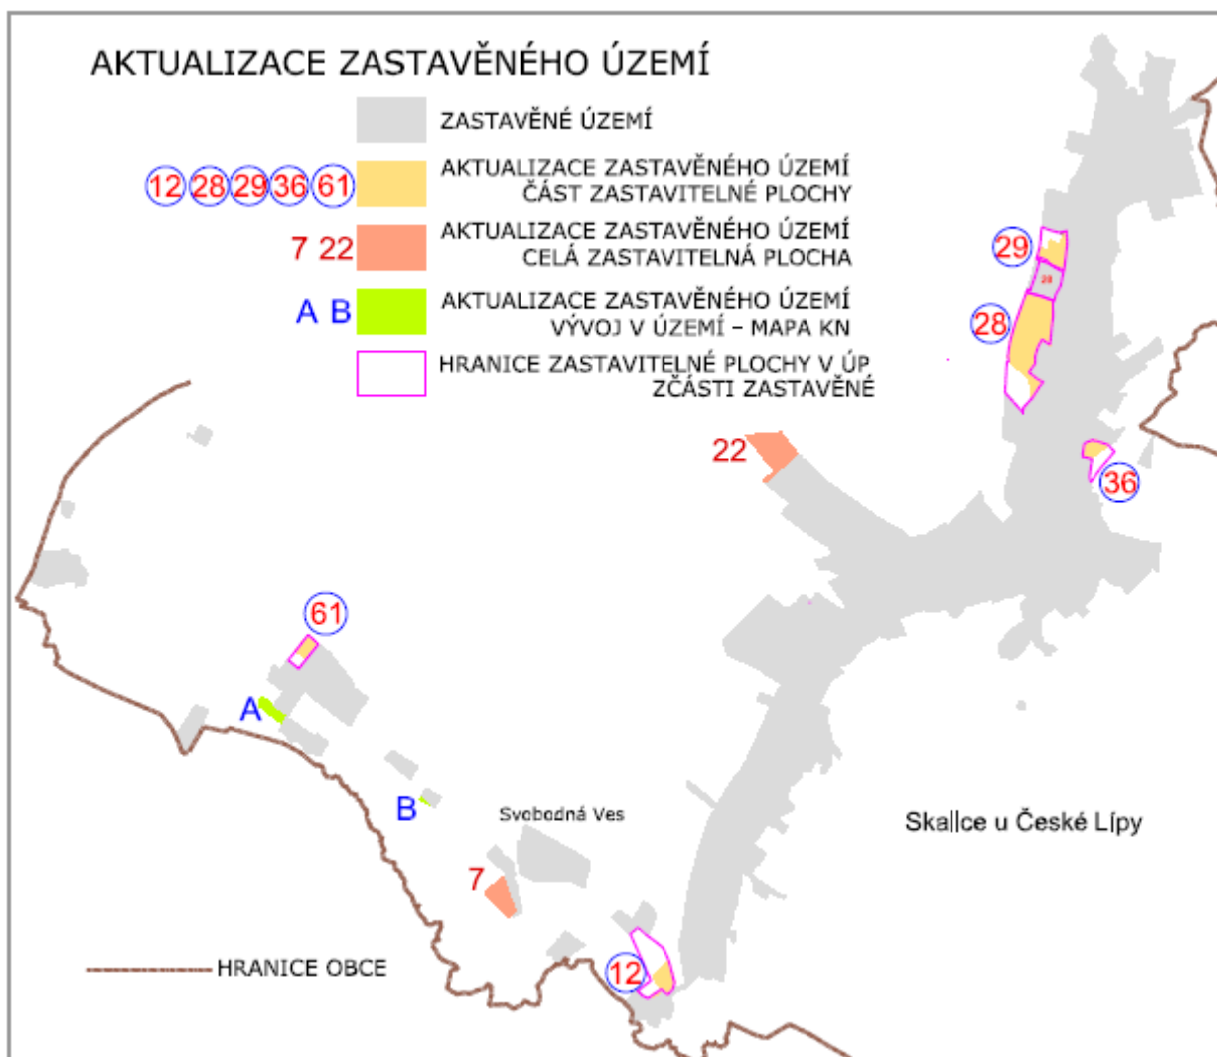 AKTUALIZACE ZASTAVĚNÉHO ÚZEMÍ
ZASTAVĚNÉ ÚZEMÍ
12 28 29 36 61
AKTUALIZACE ZASTAVĚNÉHO ÚZEMÍ
ČÁST ZASTAVITELNÉ PLOCHY
7 22
AKTUALIZACE ZASTAVĚNÉHO ÚZEMÍ
CELÁ ZASTAVITELNÁ PLOCHA
A B
AKTUALIZACE ZASTAVĚNÉHO ÚZEMÍ
VÝVOJ V ÚZEMÍ – MAPA KN
HRANICE ZASTAVITELNÉ PLOCHY V ÚP
ZČÁSTI ZASTAVĚNÉ
29
28
28
22
36
61
A
B
Svobodná Ves
Skalice u České Lípy
7
12
HRANICE OBCE